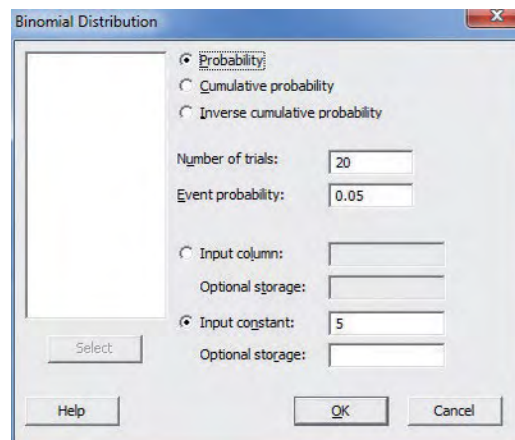 Binomial Distribution
x
Probability
Cumulative probability
Inverse cumulative probability
Number of trials: 20
Event probability: 0.05
Input column:
Optional storage:
Input constant: 5
Optional storage:
Select
Help OK Cancel